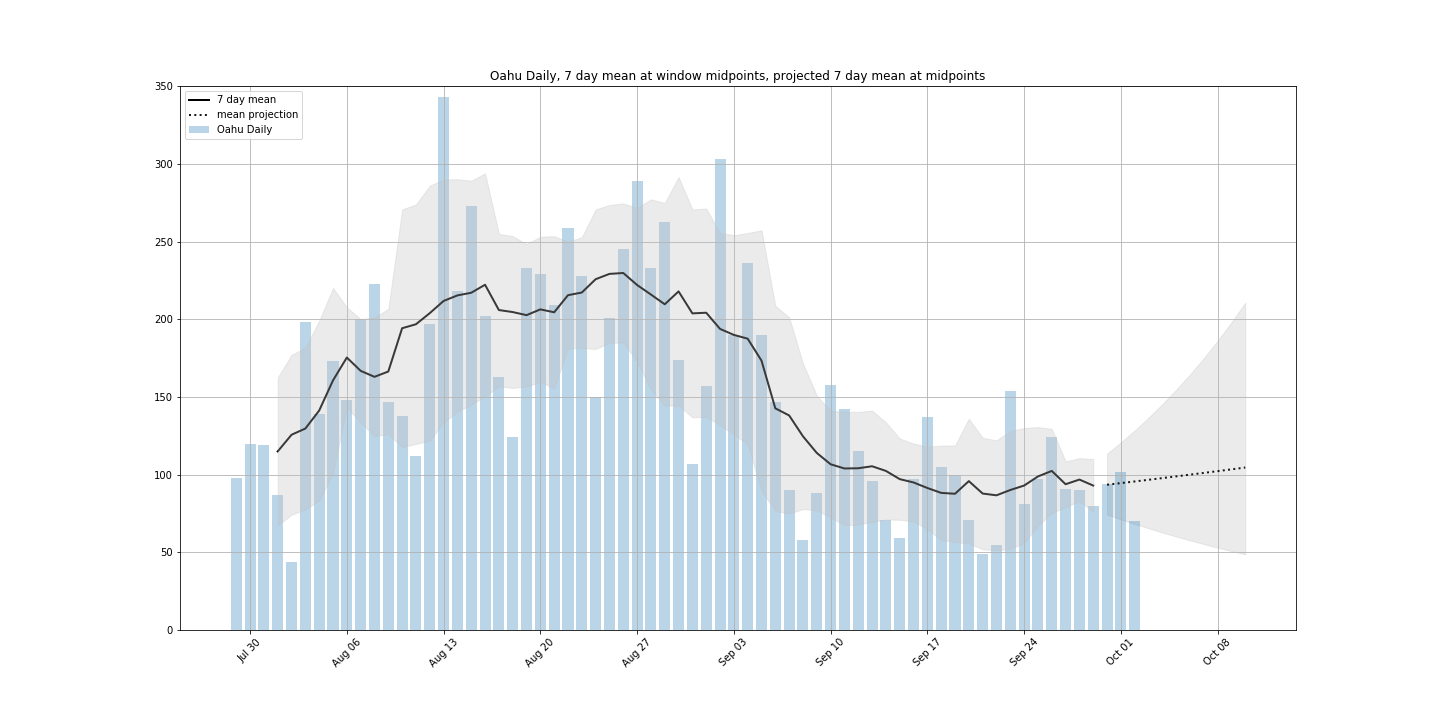 Oahu Daily, 7 day mean at window midpoints, projected 7 day mean at midpoints
7 day mean
mean projection
Oahu Daily
350
300
250
200
150
100
50
0
Jul 30
Aug 06
Aug 13
Aug 20
Aug 27
Sep 03
Sep 10
Sep 17
Sep 24
Oct 01
Oct 08